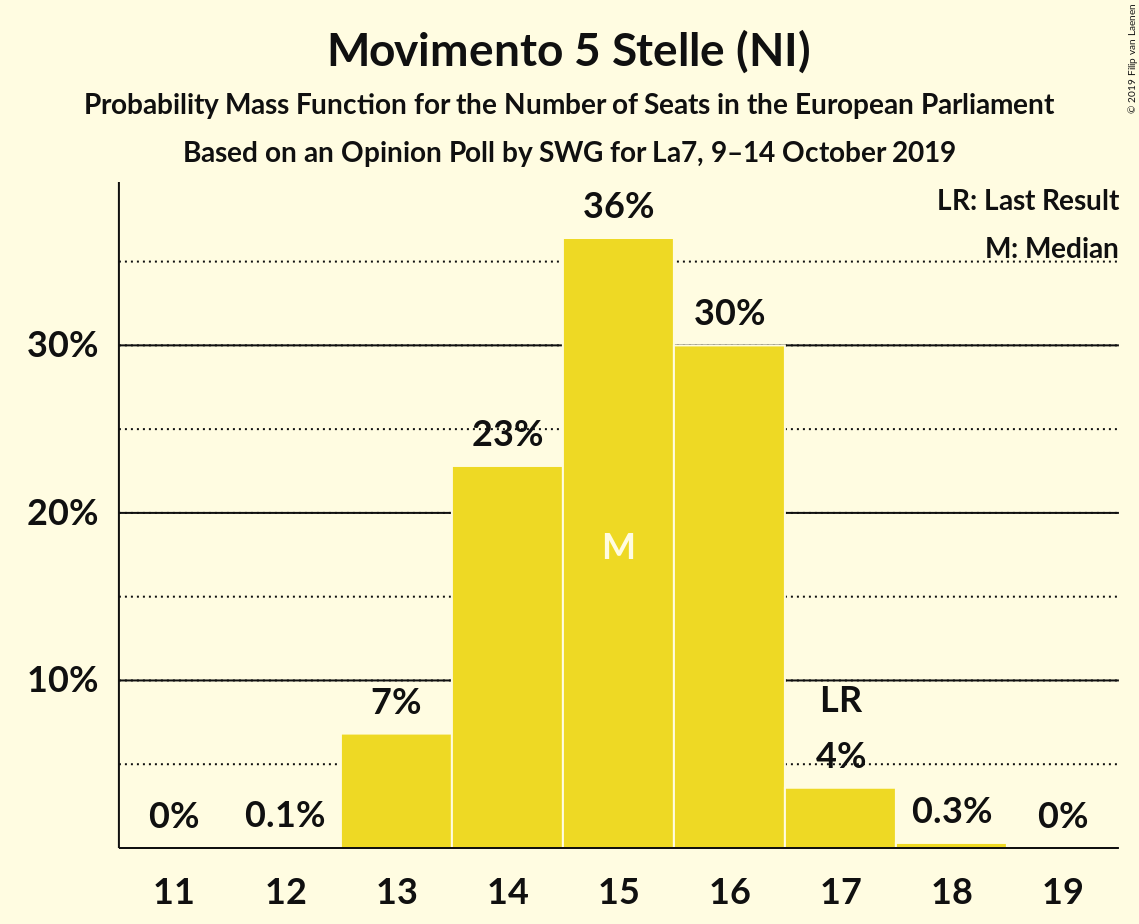 Movimento 5 Stelle (NI)
Probability Mass Function for the Number of Seats in the European Parliament
Based on an Opinion Poll by SWG for La7, 9–14 October 2019
© 2019 Filip van Laenen
LR: Last Result
M: Median
36%
30%
30%
23%
20%
M
10%
7%
LR
4%
0%
0.1%
0.3%
0%
11 12 13 14 15 16 17 18 19